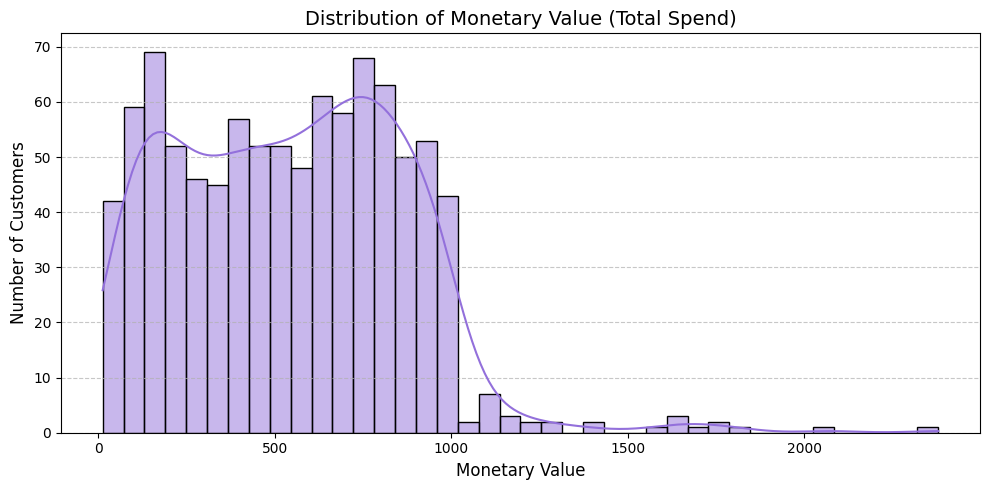 Distribution of Monetary Value (Total Spend)
Number of Customers
70
60
50
40
30
20
10
0
0 500 1000 1500 2000
Monetary Value